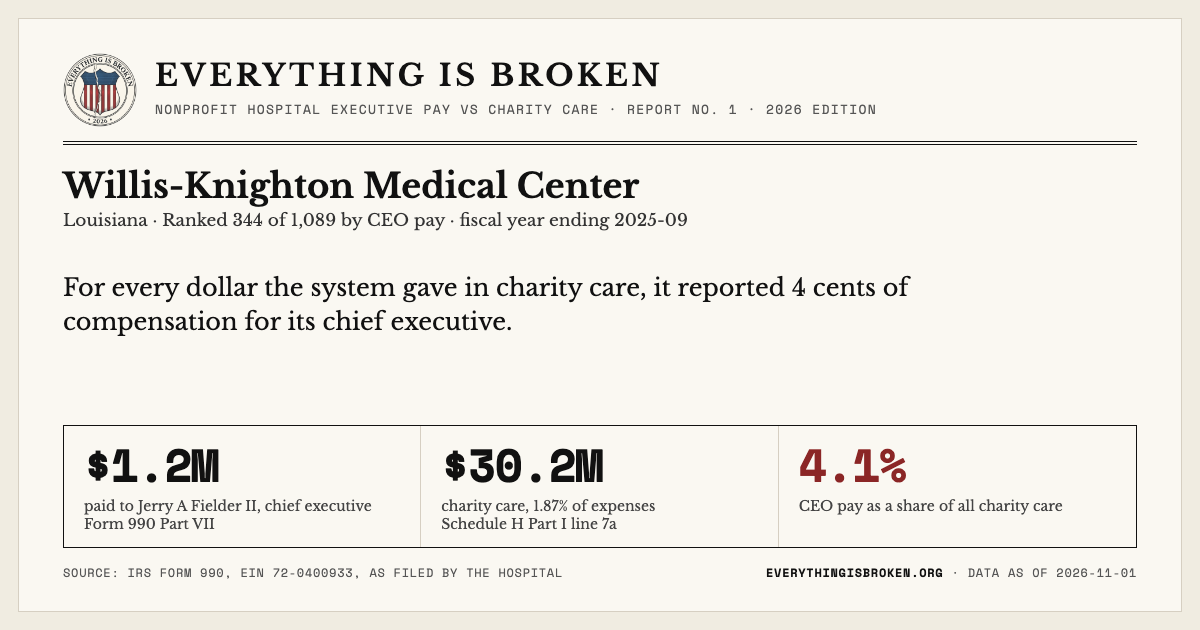 EVERYTHING IS BROKEN
· 2026 ·
EVERYTHING IS BROKEN
NONPROFIT HOSPITAL EXECUTIVE PAY VS CHARITY CARE · REPORT NO. 1 · 2026 EDITION
Willis-Knighton Medical Center
Louisiana · Ranked 344 of 1,089 by CEO pay · fiscal year ending 2025-09
For every dollar the system gave in charity care, it reported 4 cents of
compensation for its chief executive.
$1.2M
paid to Jerry A Fielder II, chief executive
Form 990 Part VII
$30.2M
charity care, 1.87% of expenses
Schedule H Part I line 7a
4.1%
CEO pay as a share of all charity care
SOURCE: IRS FORM 990, EIN 72-0400933, AS FILED BY THE HOSPITAL
EVERYTHINGISBROKEN.ORG · DATA AS OF 2026-11-01